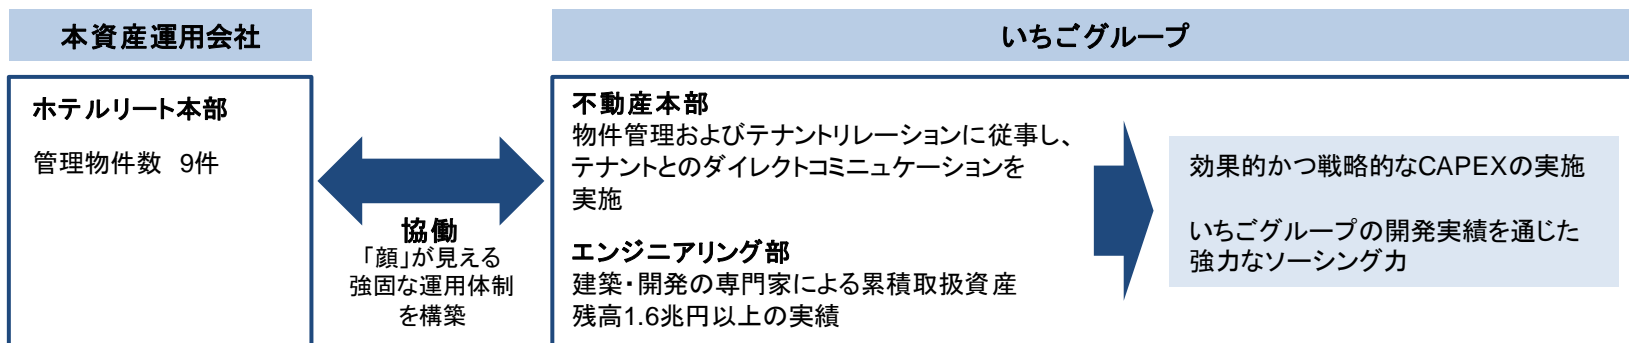 本資産運用会社
いちごグループ
ホテルリート本部
管理物件数 9件
協働
「顔」が見える
強固な運用体制
を構築
不動産本部
物件管理およびテナントリレーションに従事し、
テナントとのダイレクトコミニュケーションを
実施
エンジニアリング部
建築・開発の専門家による累積取扱資産
残高1.6兆円以上の実績
効果的かつ戦略的なCAPEXの実施
いちごグループの開発実績を通じた
強力なソーシング力